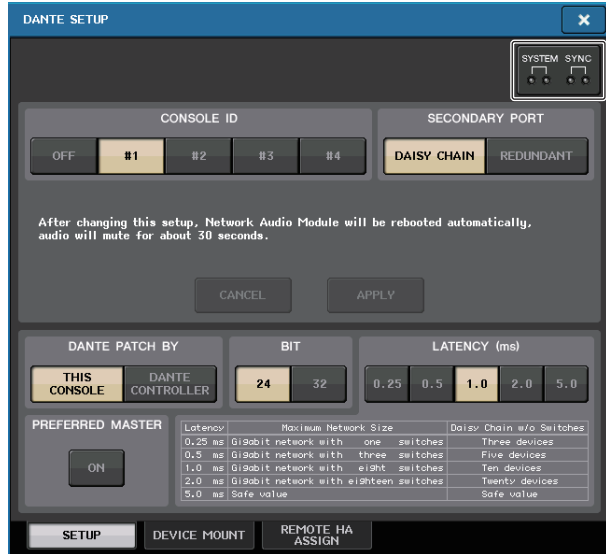 DANTE SETUP
SYSTEM SYNC
CONSOLE ID
SECONDARY PORT
OFF #1 #2 #3 #4
DAISY CHAIN REDUNDANT
After changing this setup, Network Audio Module will be rebooted automatically,
audio will mute for about 30 seconds.
CANCEL APPLY
DANTE PATCH BY
BIT
LATENCY (ms)
THIS CONSOLE
DANTE CONTROLLER
24 32
0.25 0.5 1.0 2.0 5.0
PREFERRED MASTER
ON
Latency Maximum Network Size Daisy Chain w/o Switches
0.25 ms Gigabit network with one switches Three devices
0.5 ms Gigabit network with three switches Five devices
1.0 ms Gigabit network with eight switches Ten devices
2.0 ms Gigabit network with eighteen switches Twenty devices
5.0 ms Safe value Safe value
SETUP
DEVICE MOUNT
REMOTE HA ASSIGN